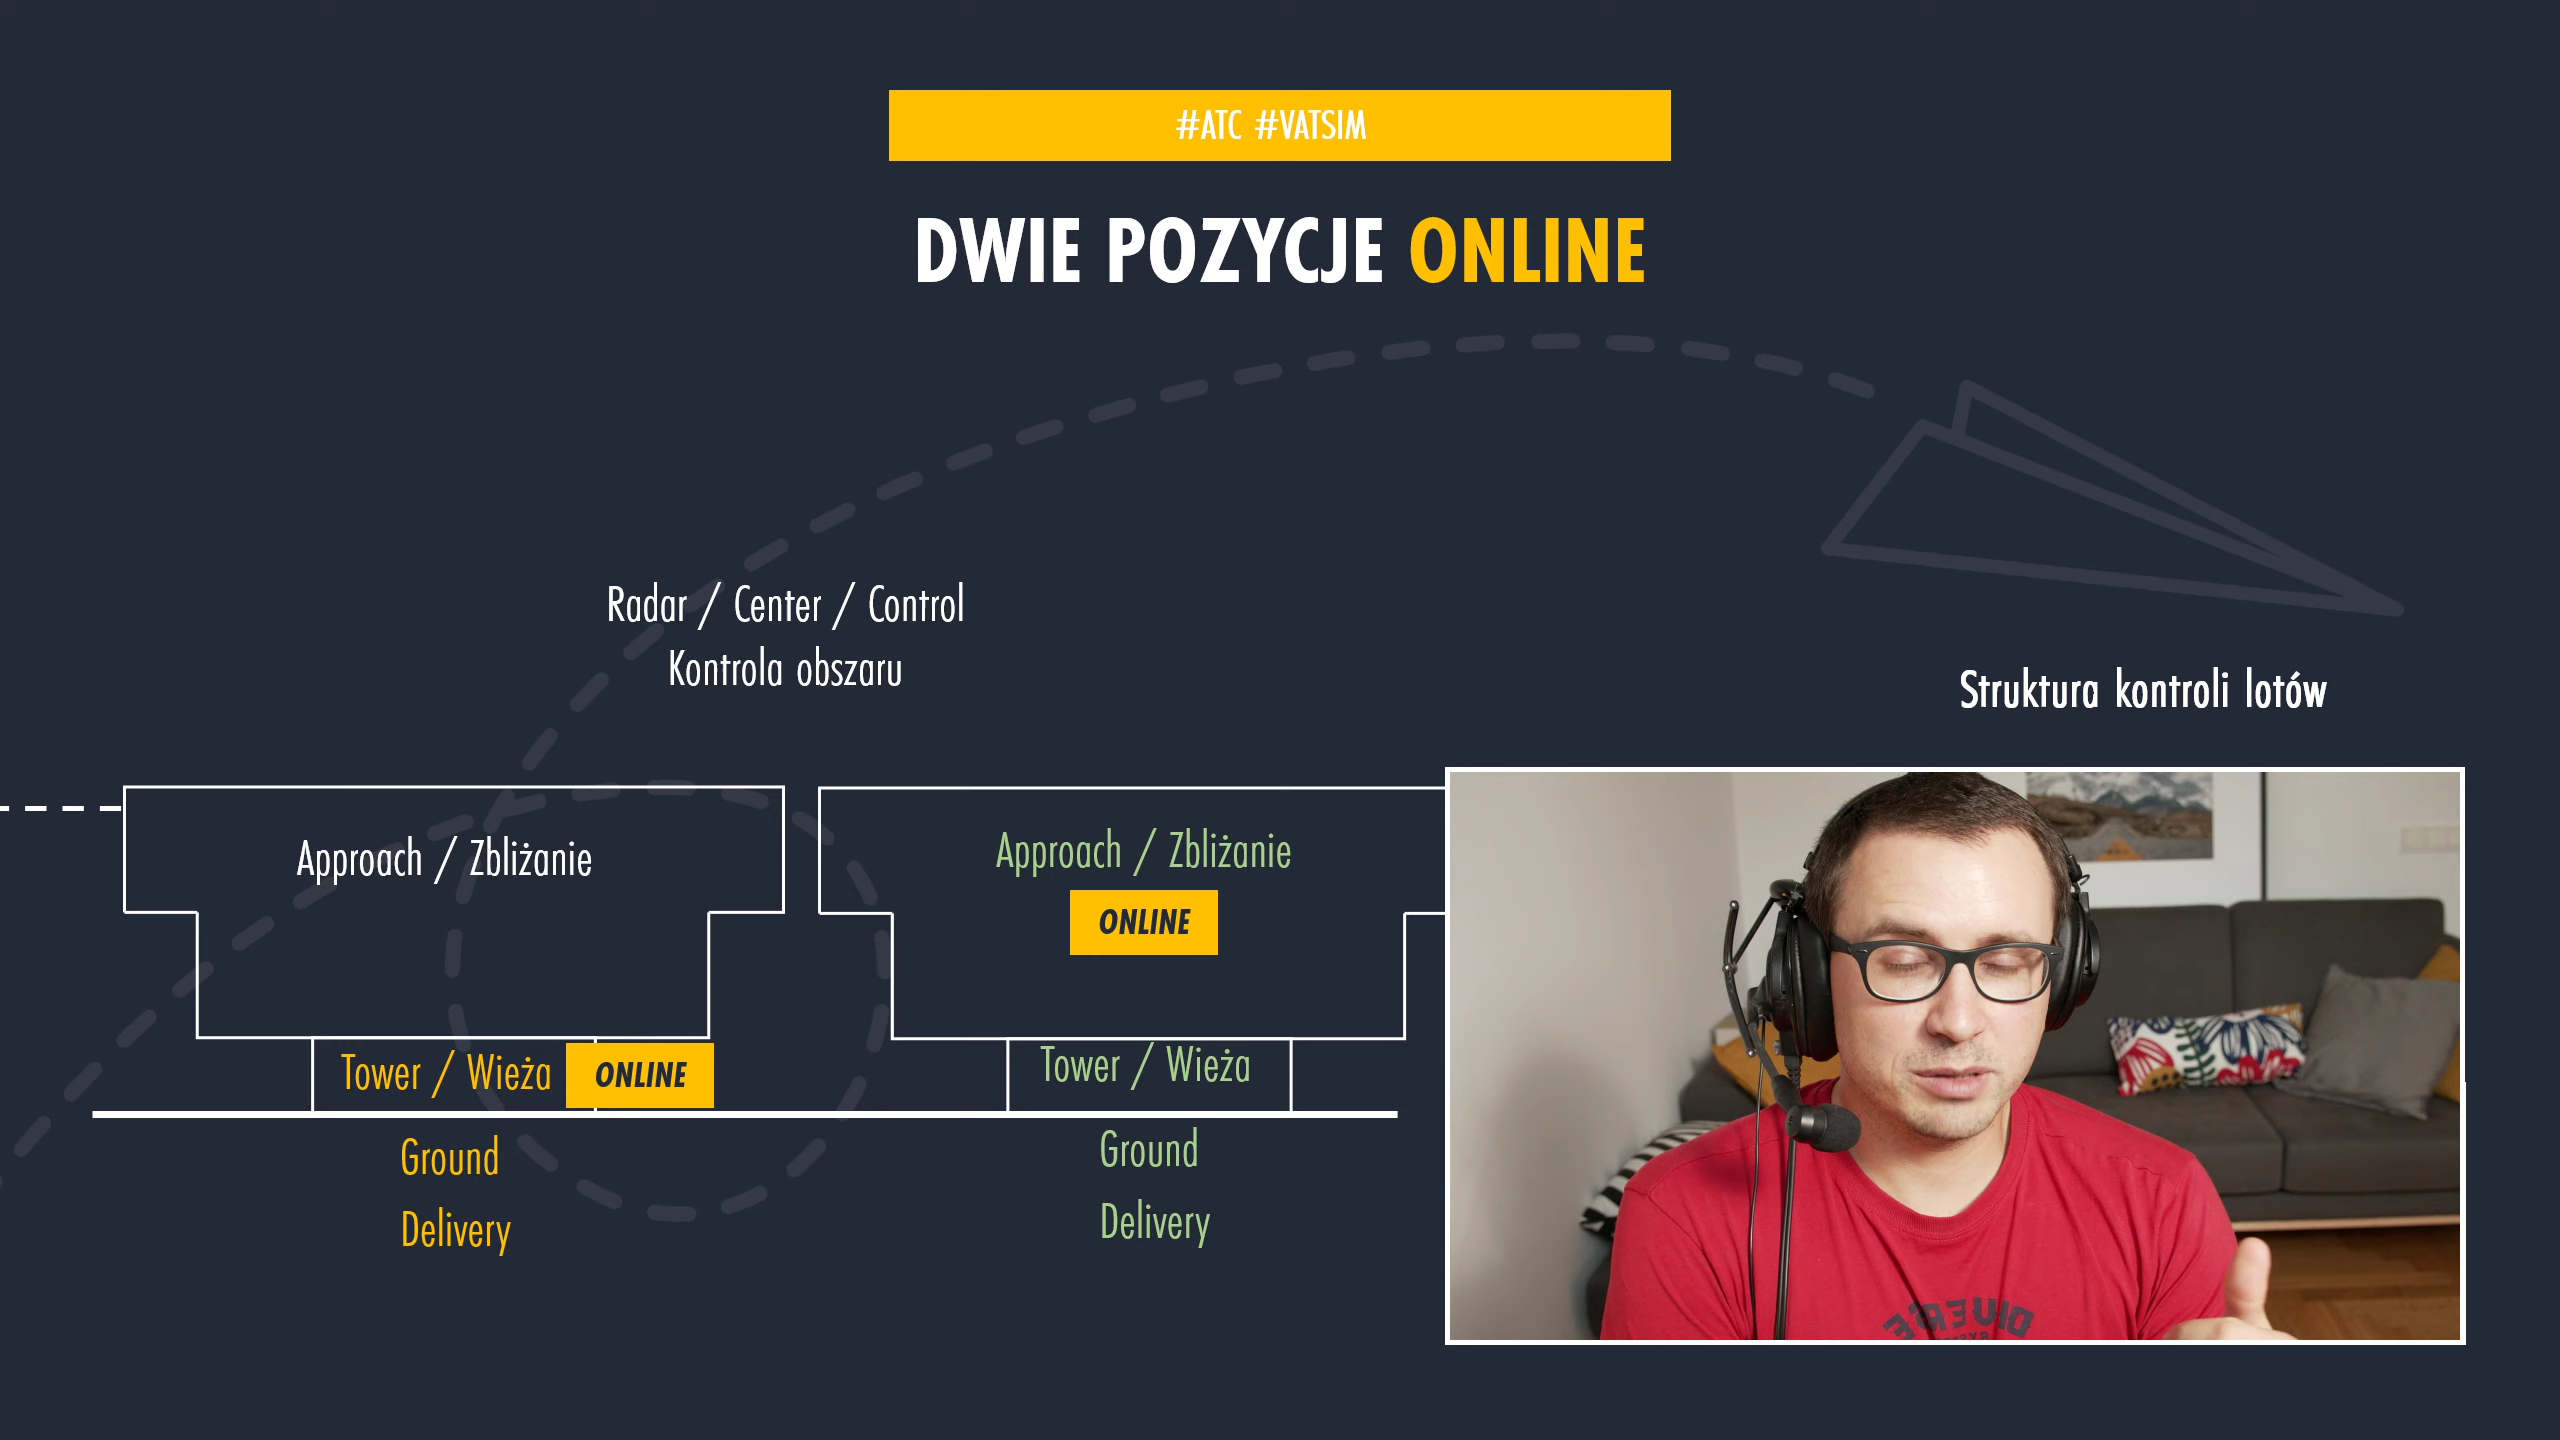 #ATC #VATSIM
DWIE POZYCJE ONLINE
Radar / Center / Control
Kontrola obszaru
Struktura kontroli lotów
Approach / Zbliżanie
Tower / Wieża ONLINE
Ground
Delivery
Approach / Zbliżanie
ONLINE
Tower / Wieża
Ground
Delivery